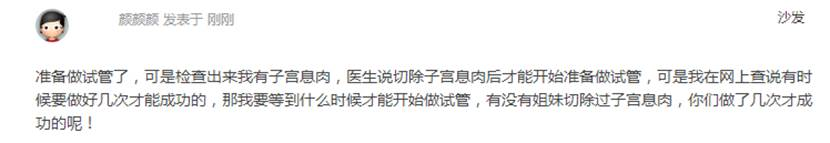 颜颜颜 发表于 刚刚 沙发
准备做试管了，可是检查出来我有子宫息肉，医生说切除子宫息肉后才能开始准备做试管，可是我在网上查说有时
候要做好几次才能成功的，那我要等到什么时候才能开始做试管，有没有姐妹切除过子宫息肉，你们做了几次才成
功的呢！